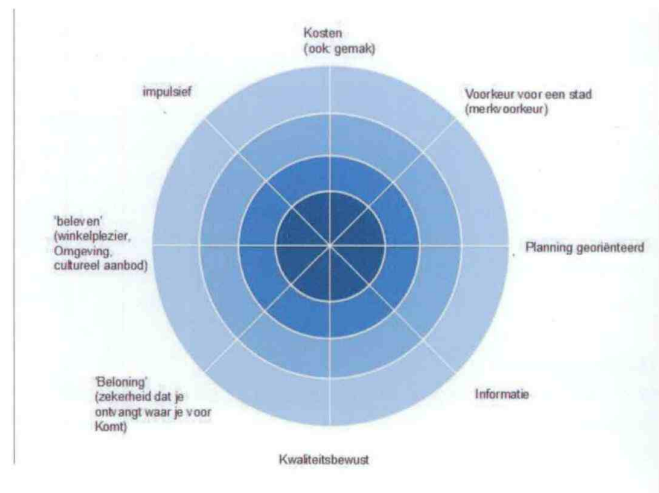 Kosten
(ook: gemak)
impulsief
Voorkeur voor een stad
(merkvoorkeur)
'beleven'
(winkelplezier,
Omgeving,
cultureel aanbod)
Planning georiënteerd
'Beloning'
(zekerheid dat je
ontvangt waar je voor
Komt)
Informatie
Kwaliteitsbewust